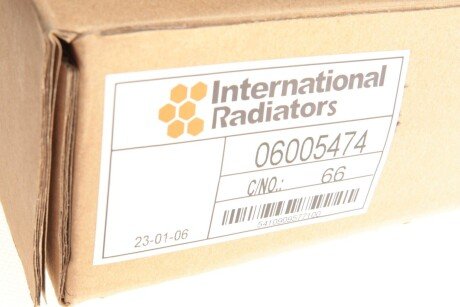 International
Radiators
06005474
C/NO.: 66
23-01-06